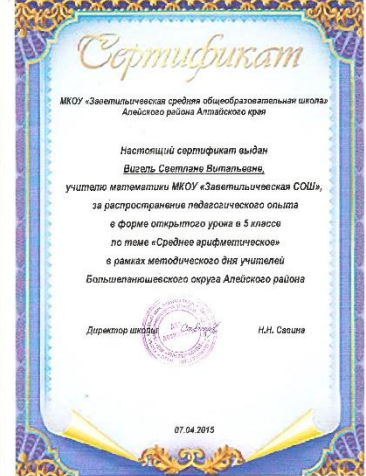 Сертификат
МКОУ «Заветильичевская средняя общеобразовательная школа»
Алейского района Алтайского края
Настоящий сертификат выдан
Вигель Светлане Витальевне,
учителю математики МКОУ «Заветильичевская СОШ»,
за распространение педагогического опыта
в форме открытого урока в 5 классе
по теме «Среднее арифметическое»
в рамках методического дня учителей
Большепанюшевского округа Алейского района
Директор школы Н.Н. Савина
07.04.2015